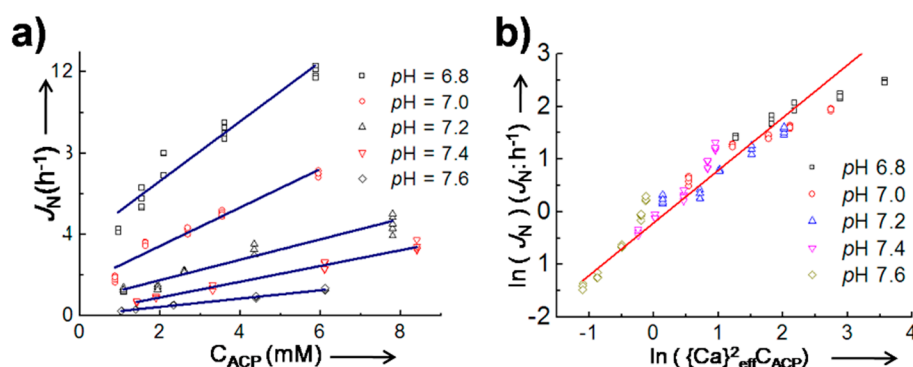 a)
J_N (h⁻¹)
12
3
4
0
pH = 6.8
pH = 7.0
pH = 7.2
pH = 7.4
pH = 7.6
0 2 4 6 8
C_ACP (mM)
b)
ln ( J_N ) (J_N: h⁻¹)
3
2
1
0
1
-2
pH 6.8
pH 7.0
pH 7.2
pH 7.4
pH 7.6
-1 0 1 2 3 4
ln ( {Ca}²_eff C_ACP)